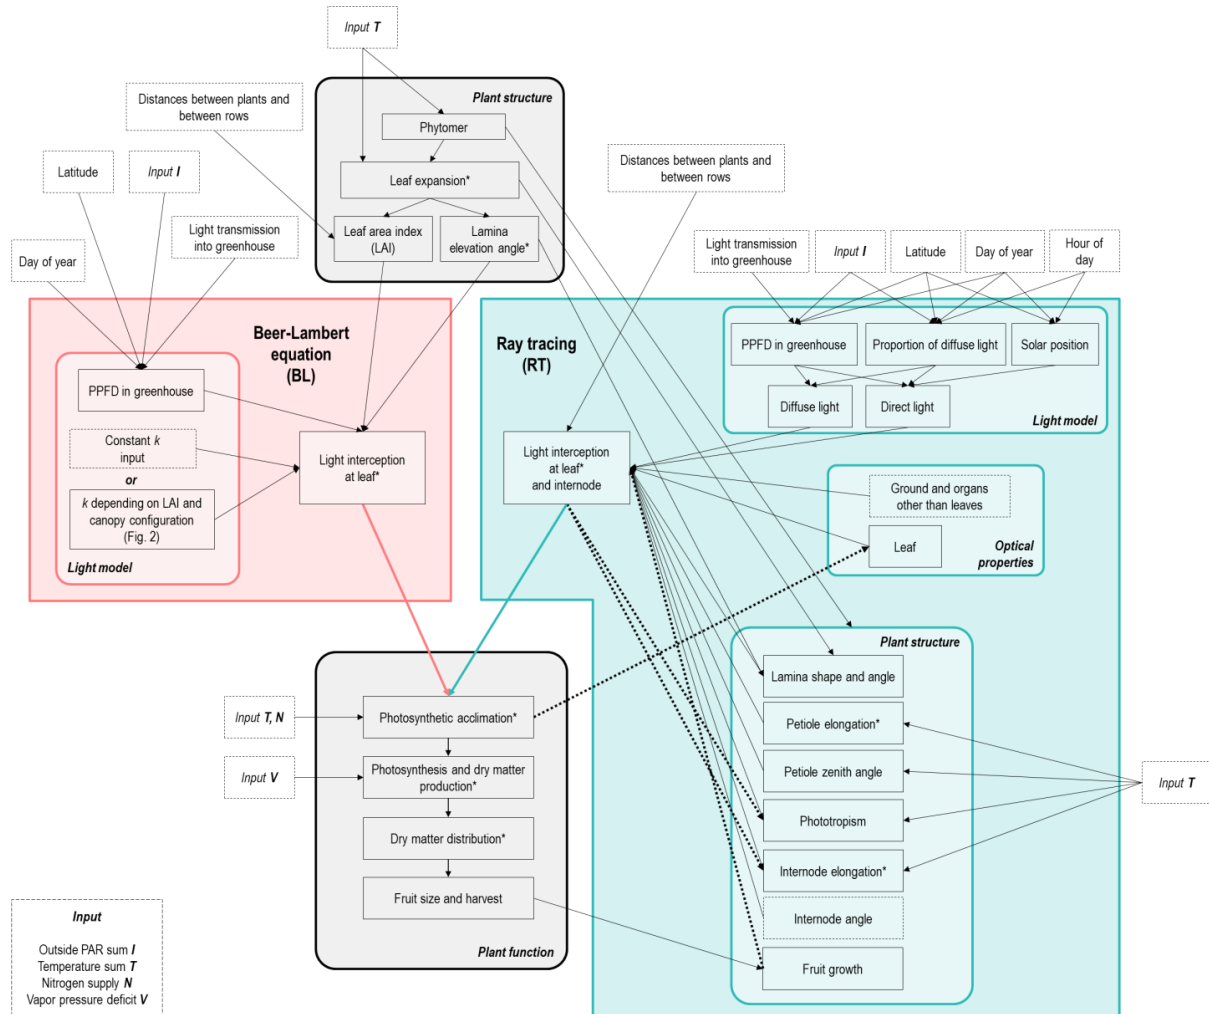 Input T
Plant structure
Distances between plants and
between rows
Phytomer
Leaf expansion*
Leaf area index
(LAI)
Lamina
elevation angle*
Latitude
Input I
Light transmission
into greenhouse
Day of year
Distances between plants and
between rows
Light transmission
into greenhouse
Input I
Latitude
Day of year
Hour of
day
Beer-Lambert
equation
(BL)
PPFD in greenhouse
Constant k
input
or
k depending on LAI and
canopy configuration
(Fig. 2)
Light model
Light interception
at leaf*
Ray tracing
(RT)
Light interception
at leaf*
and internode
PPFD in greenhouse
Proportion of diffuse light
Solar position
Diffuse light
Direct light
Light model
Ground and organs
other than leaves
Leaf
Optical
properties
Plant structure
Lamina shape and angle
Petiole elongation*
Petiole zenith angle
Phototropism
Internode elongation*
Internode angle
Fruit growth
Input T
Input T, N
Input V
Photosynthetic acclimation*
Photosynthesis and dry matter
production*
Dry matter distribution*
Fruit size and harvest
Plant function
Input
Outside PAR sum I
Temperature sum T
Nitrogen supply N
Vapor pressure deficit V